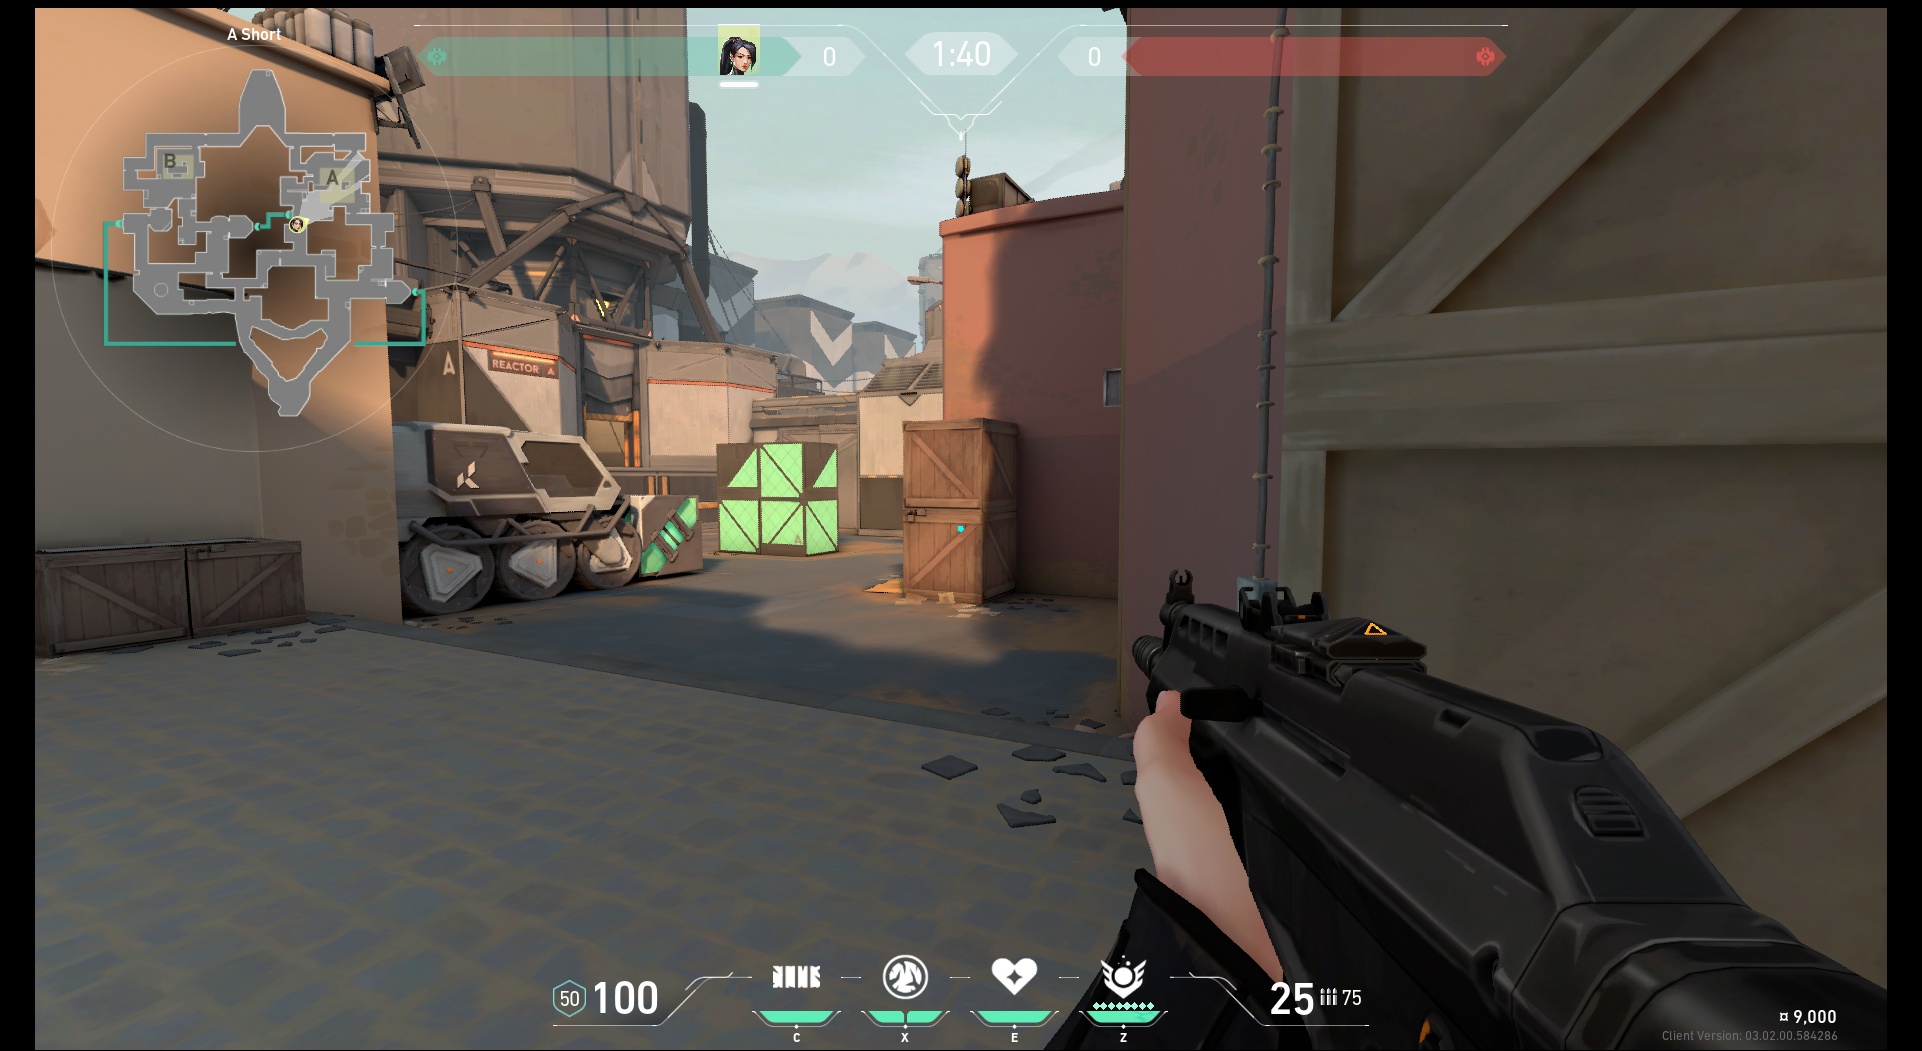 A Short
0
1:40
0
B
A
A
REACTOR A
A
50
100
C
X
E
Z
25
75
¤ 9,000
Client Version: 03.02.00.584286